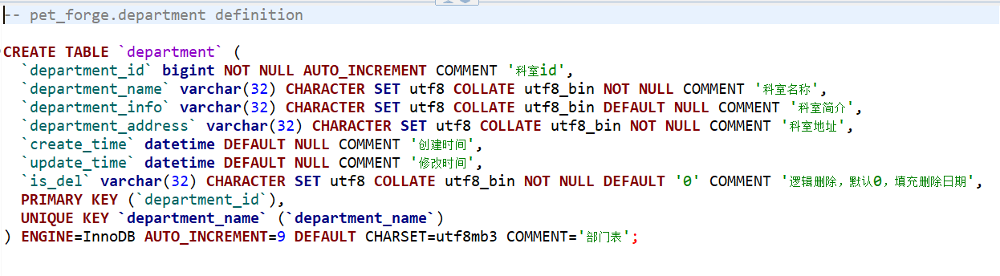 -- pet_forge.department definition
CREATE TABLE `department` (
`department_id` bigint NOT NULL AUTO_INCREMENT COMMENT '科室id',
`department_name` varchar(32) CHARACTER SET utf8 COLLATE utf8_bin NOT NULL COMMENT '科室名称',
`department_info` varchar(32) CHARACTER SET utf8 COLLATE utf8_bin DEFAULT NULL COMMENT '科室简介',
`department_address` varchar(32) CHARACTER SET utf8 COLLATE utf8_bin NOT NULL COMMENT '科室地址',
`create_time` datetime DEFAULT NULL COMMENT '创建时间',
`update_time` datetime DEFAULT NULL COMMENT '修改时间',
`is_del` varchar(32) CHARACTER SET utf8 COLLATE utf8_bin NOT NULL DEFAULT '0' COMMENT '逻辑删除，默认0，填充删除日期',
PRIMARY KEY (`department_id`),
UNIQUE KEY `department_name` (`department_name`)
) ENGINE=InnoDB AUTO_INCREMENT=9 DEFAULT CHARSET=utf8mb3 COMMENT='部门表';